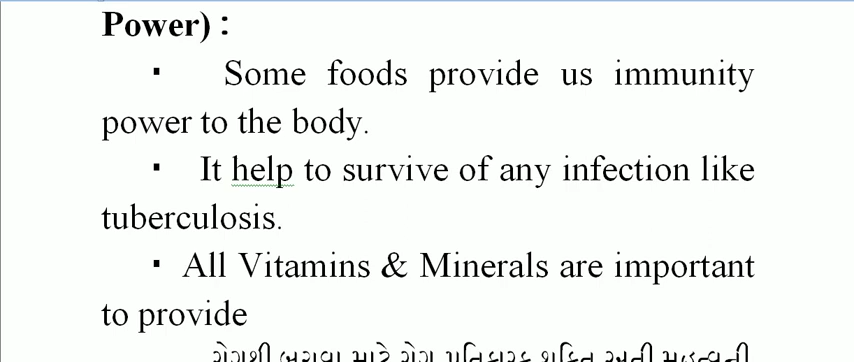 Power) :
▪ Some foods provide us immunity
power to the body.
▪ It help to survive of any infection like
tuberculosis.
▪ All Vitamins & Minerals are important
to provide